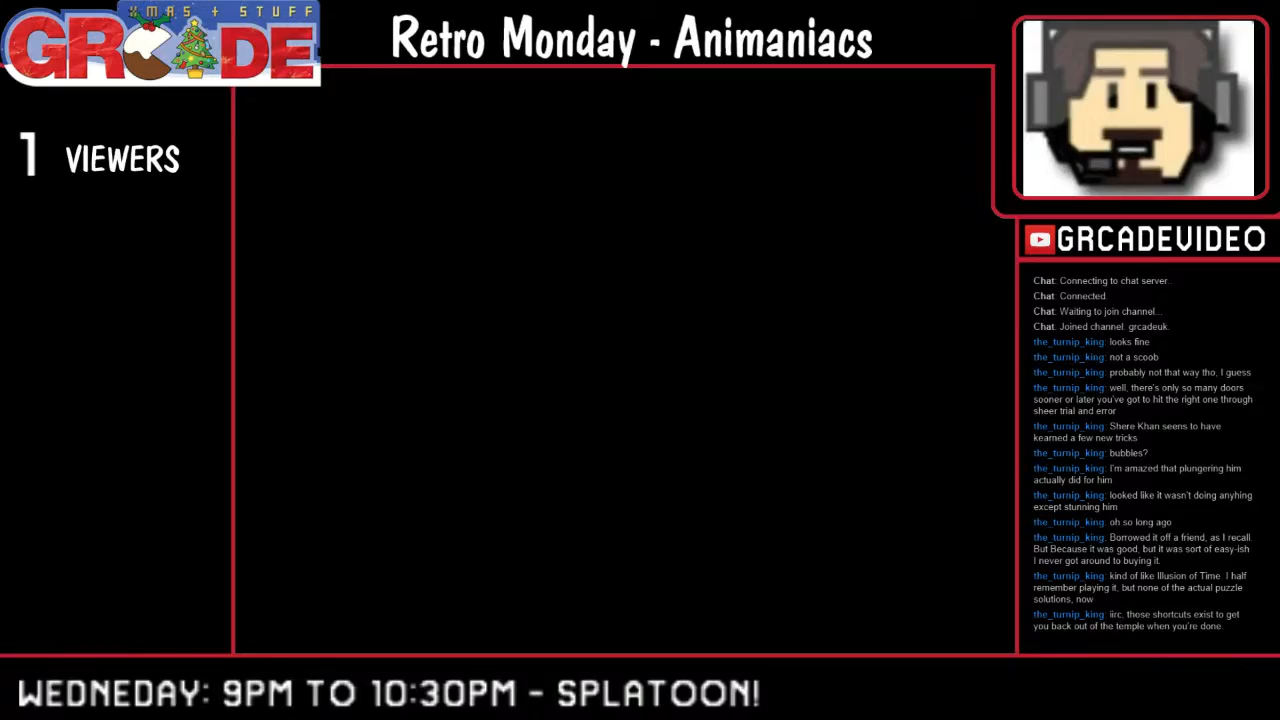 XMAS + STUFF
GRCADE
Retro Monday - Animaniacs
1 VIEWERS
GRCADEVIDEO
Chat: Connecting to chat server..
Chat: Connected.
Chat: Waiting to join channel...
Chat: Joined channel: grcadeuk.
the_turnip_king: looks fine
the_turnip_king: not a scoob
the_turnip_king: probably not that way tho, I guess
the_turnip_king: well, there's only so many doors
sooner or later you've got to hit the right one through
sheer trial and error
the_turnip_king: Shere Khan seens to have
kearned a few new tricks
the_turnip_king: bubbles?
the_turnip_king: I'm amazed that plungering him
actually did for him
the_turnip_king: looked like it wasn't doing anyhing
except stunning him
the_turnip_king: oh so long ago
the_turnip_king: Borrowed it off a friend, as I recall.
But Because it was good, but it was sort of easy-ish
I never got around to buying it.
the_turnip_king: kind of like Illusion of Time. I half
remember playing it, but none of the actual puzzle
solutions, now
the_turnip_king: iirc, those shortcuts exist to get
you back out of the temple when you're done.
WEDNEDAY: 9PM TO 10:30PM - SPLATOON!